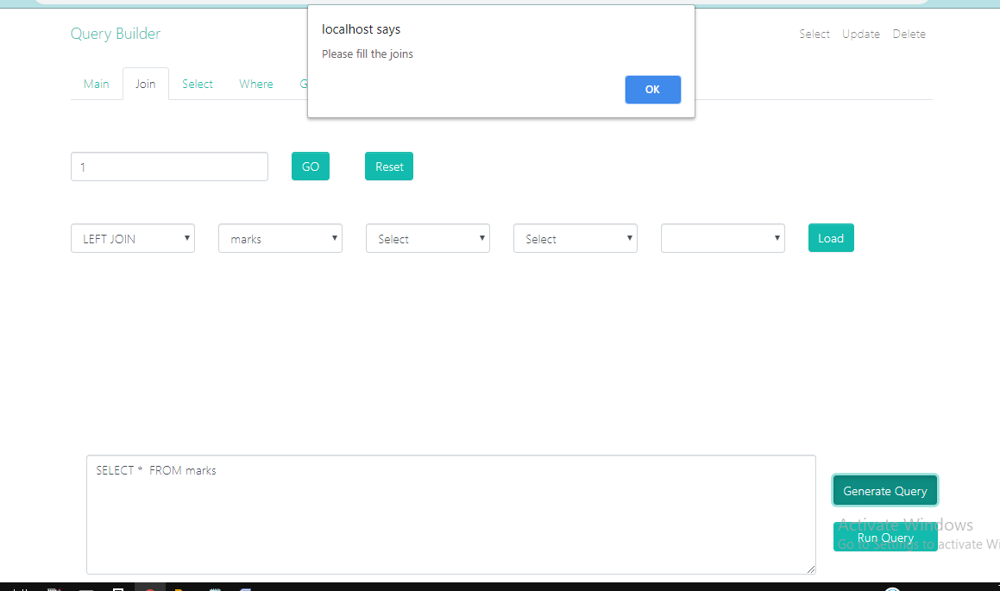 localhost says
Please fill the joins
OK
Query Builder
Select Update Delete
Main Join Select Where G
1 GO Reset
LEFT JOIN marks Select Select Load
SELECT * FROM marks
Generate Query
Activate Windows
Run Query
Go to Settings to activate Wi